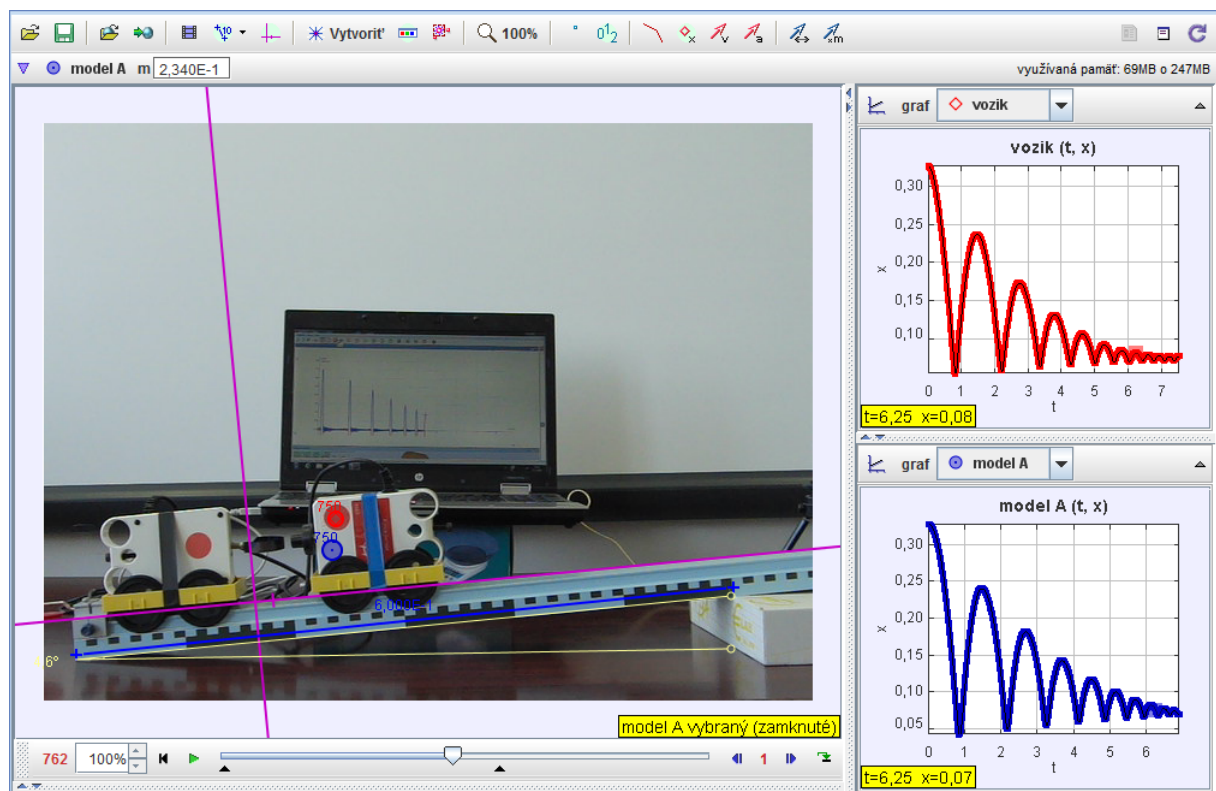 100%
Vytvoriť
model A m 2,340E-1
využívaná pamäť: 69MB o 247MB
750
750
6,000E-1
model A vybraný (zamknuté)
762 100% 1
graf vozik
vozik (t, x)
0,30
0,25
0,20
0,15
0,10
x
0 1 2 3 4 5 6 7
t
t=6,25 x=0,08
graf model A
model A (t, x)
0,30
0,25
0,20
0,15
0,10
0,05
x
0 1 2 3 4 5 6
t
t=6,25 x=0,07